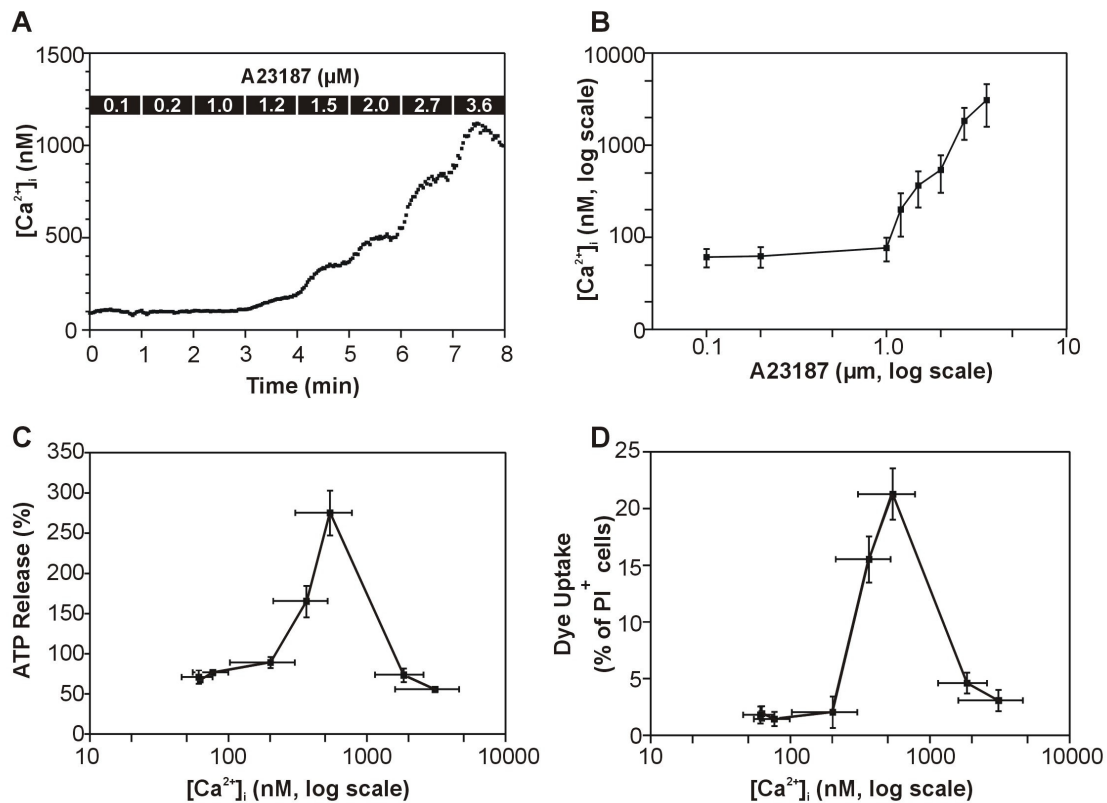 A
1500
A23187 (µM)
0.1 0.2 1.0 1.2 1.5 2.0 2.7 3.6
1000
500
0
[Ca²⁺]ᵢ (nM)
0 1 2 3 4 5 6 7 8
Time (min)
B
10000
1000
100
0
[Ca²⁺]ᵢ (nM, log scale)
0.1 1.0 10
A23187 (µm, log scale)
C
350
300
250
200
150
100
50
0
ATP Release (%)
10 100 1000 10000
[Ca²⁺]ᵢ (nM, log scale)
D
25
20
15
10
5
0
Dye Uptake
(% of PI⁺ cells)
10 100 1000 10000
[Ca²⁺]ᵢ (nM, log scale)